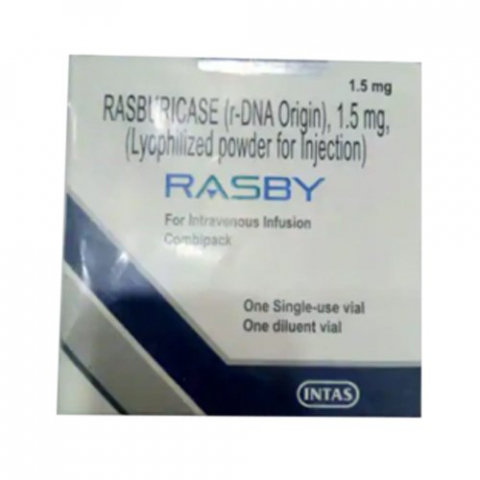 1.5 mg
RASBURICASE (r-DNA Origin), 1.5 mg,
(Lyophilized powder for Injection)
RASBY
For Intravenous Infusion
Combipack
One Single-use vial
One diluent vial
INTAS